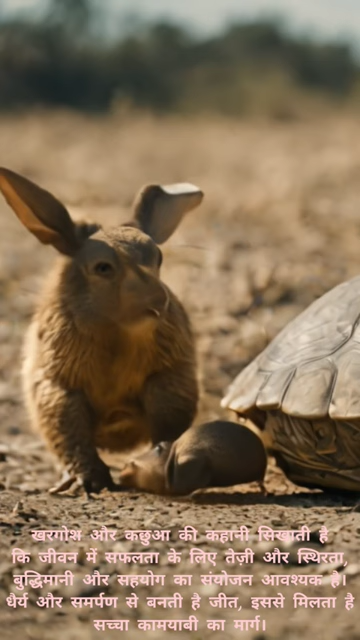 खरगोश और कछुआ की कहानी सिखाती है
कि जीवन में सफलता के लिए तेज़ी और स्थिरता,
बुद्धिमानी और सहयोग का संयोजन आवश्यक है।
धैर्य और समर्पण से बनती है जीत, इससे मिलता है
सच्चा कामयाबी का मार्ग।